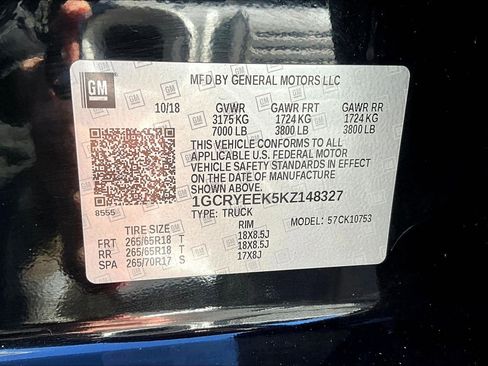 GM
MFD BY GENERAL MOTORS LLC
10/18 GVWR GAWR FRT GAWR RR
3175 KG 1724 KG 1724 KG
7000 LB 3800 LB 3800 LB
THIS VEHICLE CONFORMS TO ALL
APPLICABLE U.S. FEDERAL MOTOR
VEHICLE SAFETY STANDARDS IN EFFECT
ON THE DATE OF MANUFACTURE
SHOWN ABOVE.
1GCRYEEK5KZ148327
8555 TYPE: TRUCK MODEL: 57CK10753
TIRE SIZE RIM
FRT 265/65R18 T 18X8.5J
RR 265/65R18 T 18X8.5J
SPA 265/70R17 S 17X8J